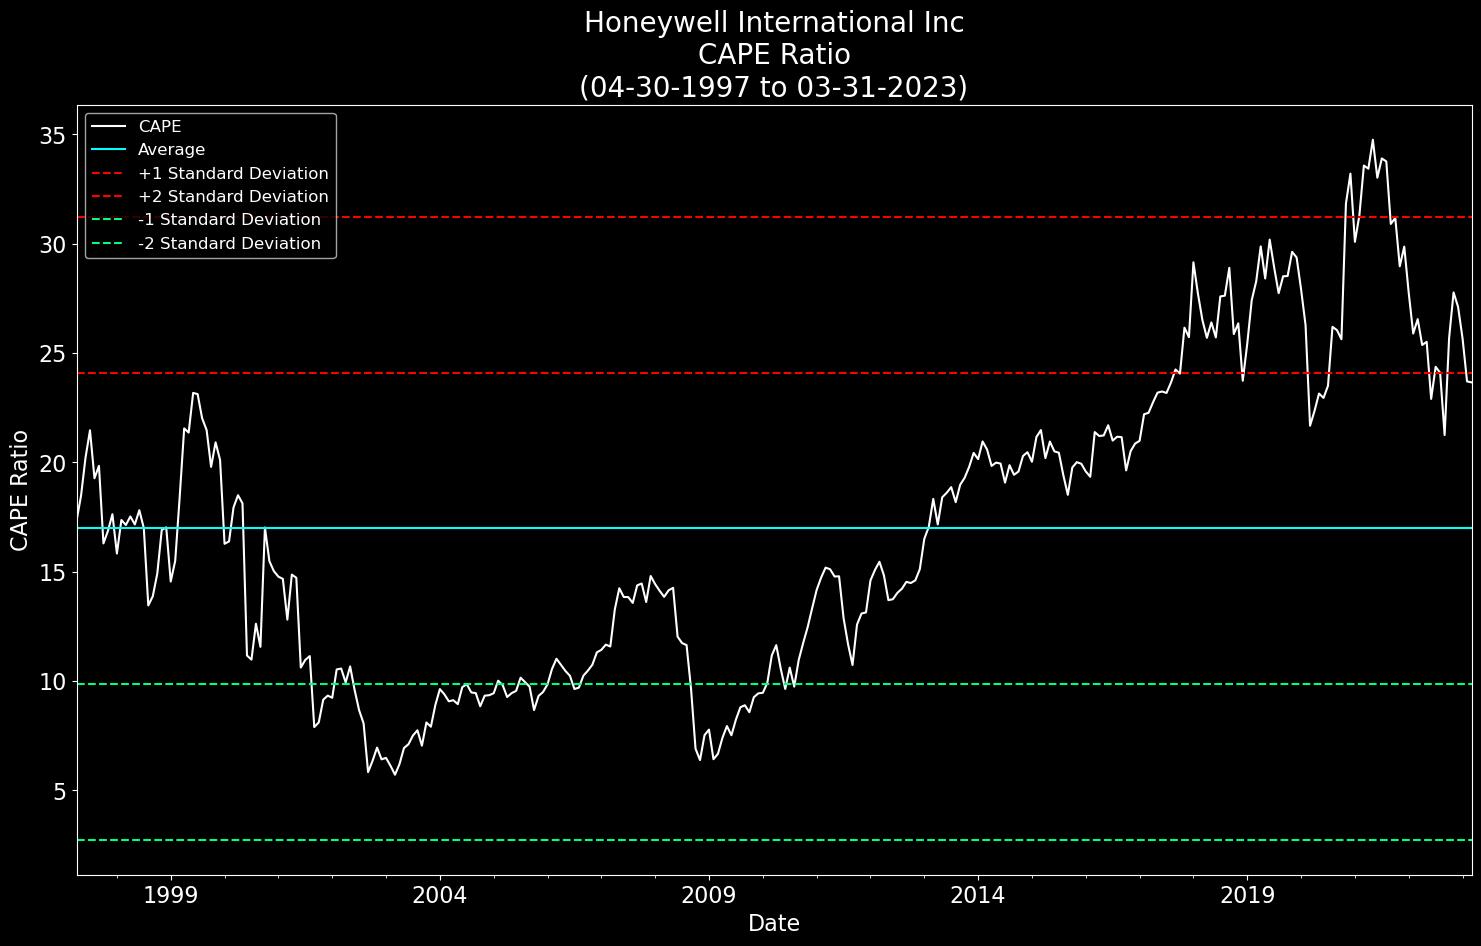 Honeywell International Inc
CAPE Ratio
(04-30-1997 to 03-31-2023)
CAPE
Average
+1 Standard Deviation
+2 Standard Deviation
-1 Standard Deviation
-2 Standard Deviation
CAPE Ratio
35
30
25
20
15
10
5
1999
2004
2009
2014
2019
Date